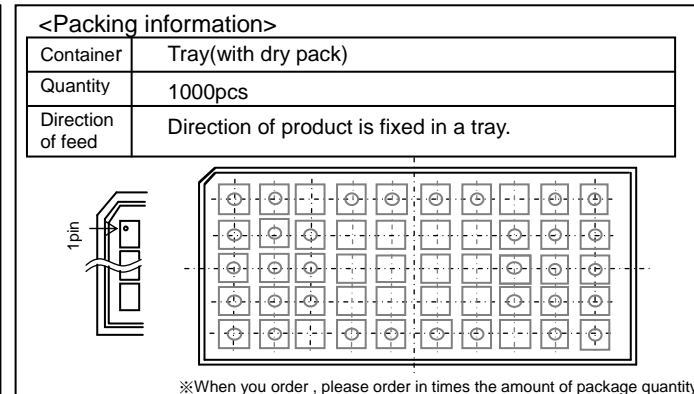 <Packing information>
Container Tray(with dry pack)
Quantity 1000pcs
Direction of feed Direction of product is fixed in a tray.
1pin
※When you order , please order in times the amount of package quantity